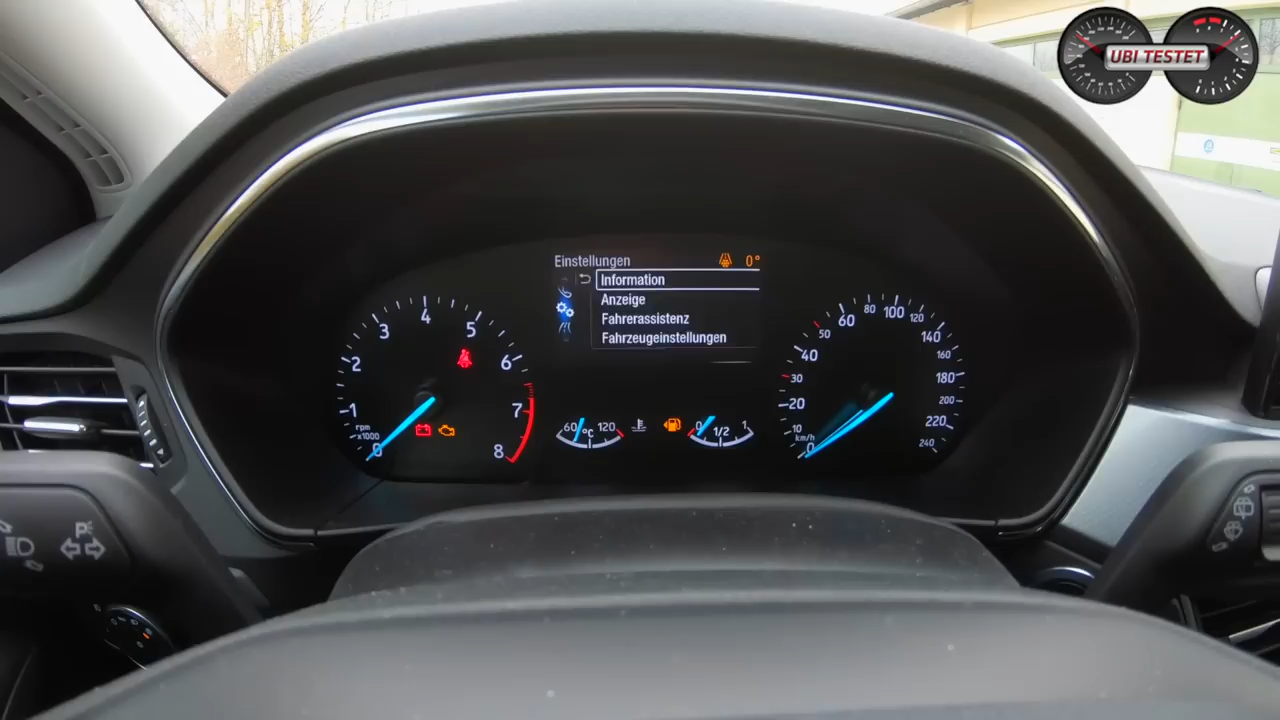 UBI TESTET
Einstellungen 0°
Information
Anzeige
Fahrerassistenz
Fahrzeugeinstellungen
0 1 2 3 4 5 6 7 8
rpm
x1000
60 °C 120
0 1/2 1
0 10 20 30 40 50 60 80 100 120 140 160 180 200 220 240
km/h
P